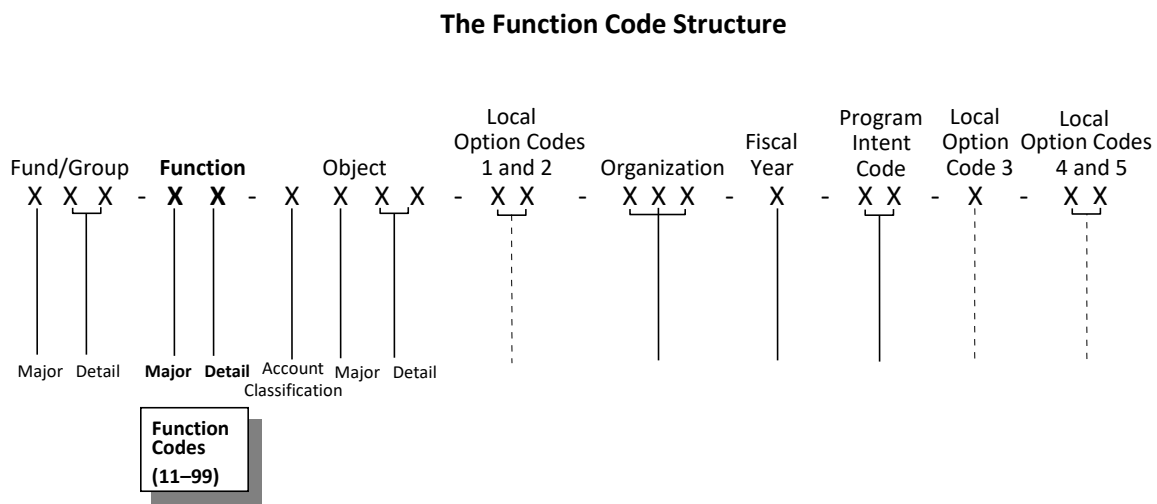 The Function Code Structure
Local Program Local Local
Option Codes Fiscal Intent Option Option Codes
Fund/Group Function Object 1 and 2 Organization Year Code Code 3 4 and 5
X X X - X X - X X X X - X X - X X X - X - X X - X - X X
Major Detail Major Detail Account Major Detail
Classification
Function
Codes
(11–99)